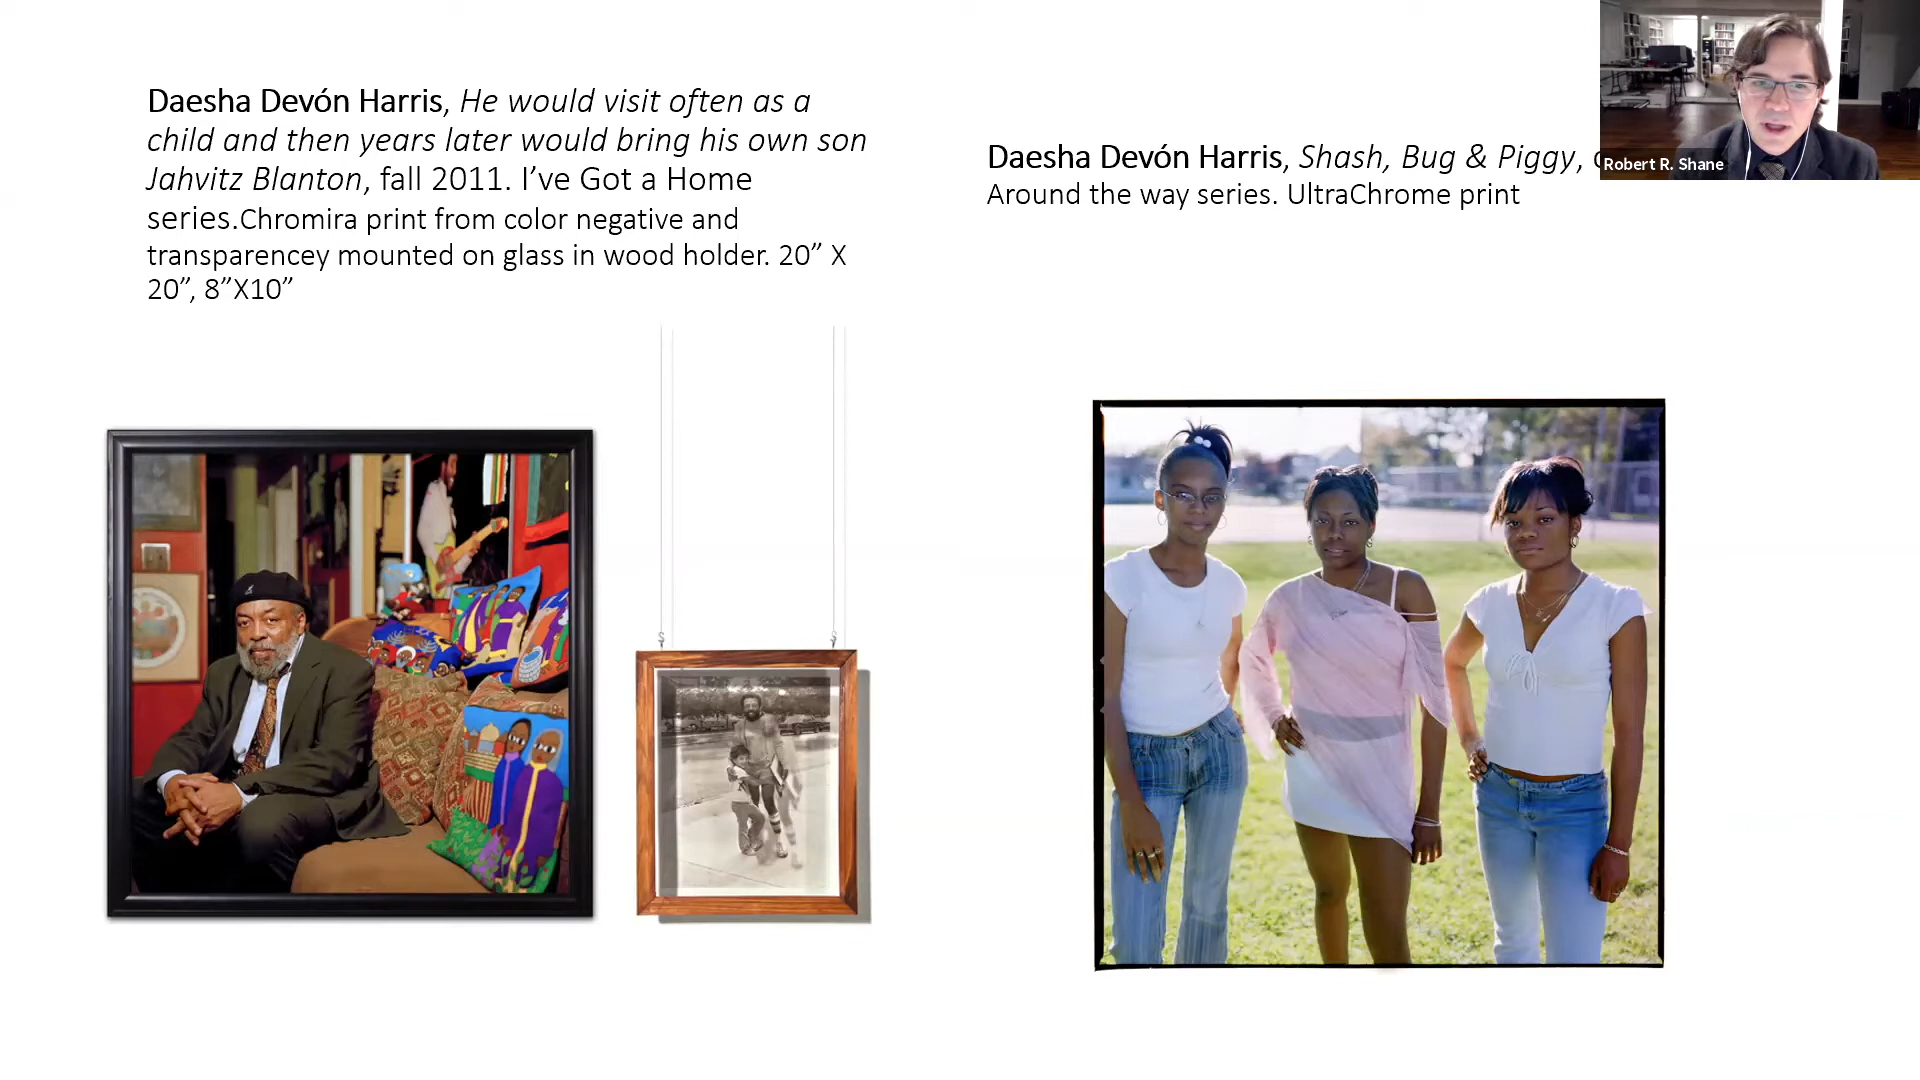 Daesha Devón Harris, He would visit often as a
child and then years later would bring his own son
Jahvitz Blanton, fall 2011. I’ve Got a Home
series.Chromira print from color negative and
transparencey mounted on glass in wood holder. 20” X
20”, 8”X10”
Daesha Devón Harris, Shash, Bug & Piggy,
Around the way series. UltraChrome print
Robert R. Shane